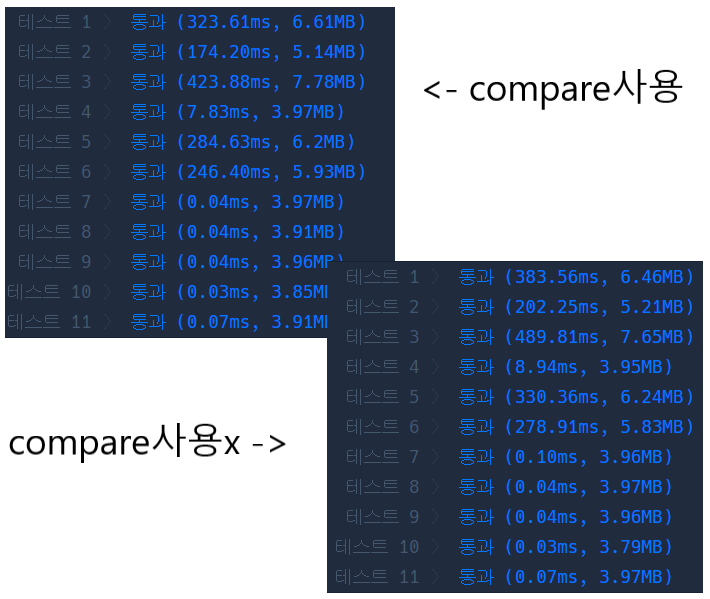 테스트 1 〉 통과 (323.61ms, 6.61MB)
테스트 2 〉 통과 (174.20ms, 5.14MB)
테스트 3 〉 통과 (423.88ms, 7.78MB)
테스트 4 〉 통과 (7.83ms, 3.97MB)
테스트 5 〉 통과 (284.63ms, 6.2MB)
테스트 6 〉 통과 (246.40ms, 5.93MB)
테스트 7 〉 통과 (0.04ms, 3.97MB)
테스트 8 〉 통과 (0.04ms, 3.91MB)
테스트 9 〉 통과 (0.04ms, 3.96MB)
테스트 10 〉 통과 (0.03ms, 3.85M
테스트 11 〉 통과 (0.07ms, 3.91M
<- compare사용
compare사용x ->
테스트 1 〉 통과 (383.56ms, 6.46MB)
테스트 2 〉 통과 (202.25ms, 5.21MB)
테스트 3 〉 통과 (489.81ms, 7.65MB)
테스트 4 〉 통과 (8.94ms, 3.95MB)
테스트 5 〉 통과 (330.36ms, 6.24MB)
테스트 6 〉 통과 (278.91ms, 5.83MB)
테스트 7 〉 통과 (0.10ms, 3.96MB)
테스트 8 〉 통과 (0.04ms, 3.97MB)
테스트 9 〉 통과 (0.04ms, 3.96MB)
테스트 10 〉 통과 (0.03ms, 3.79MB)
테스트 11 〉 통과 (0.07ms, 3.97MB)